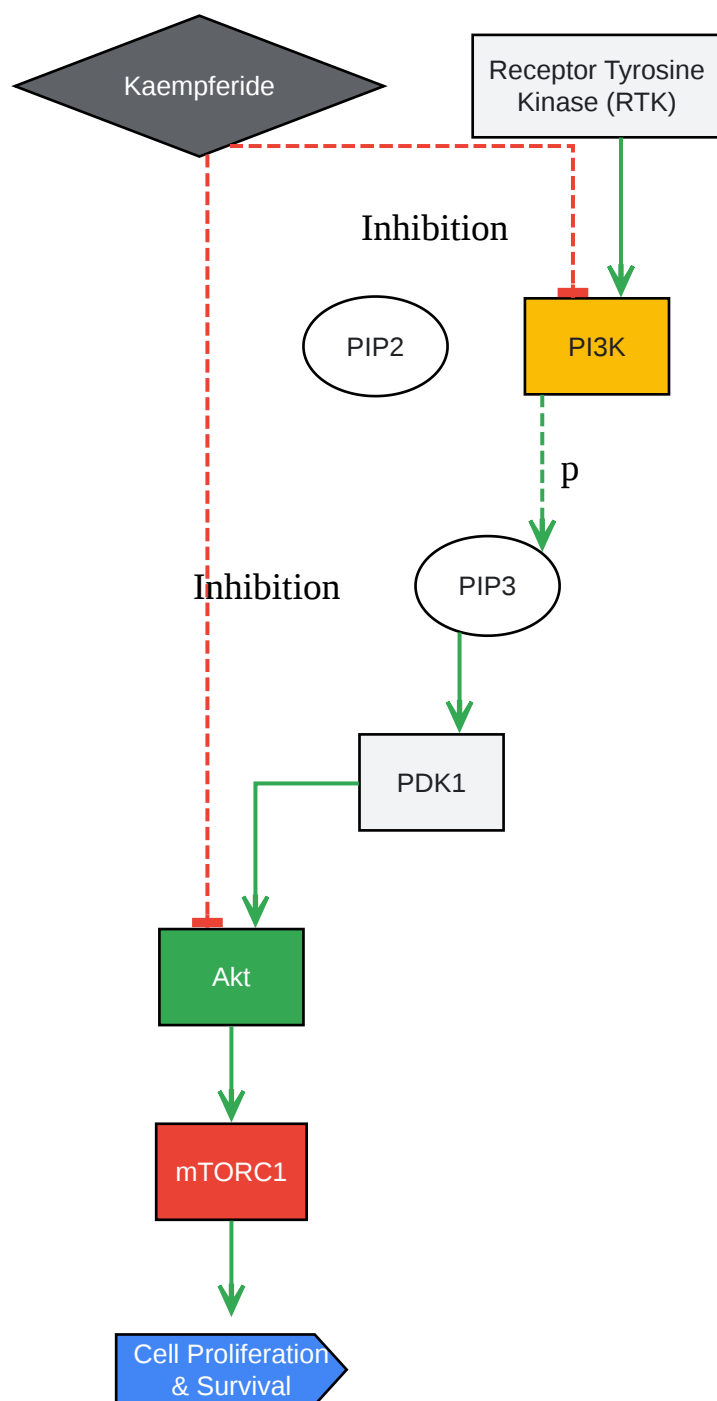 Kaempferide
Receptor Tyrosine
Kinase (RTK)
Inhibition
PIP2
PI3K
p
PIP3
Inhibition
PDK1
Akt
mTORC1
Cell Proliferation
& Survival